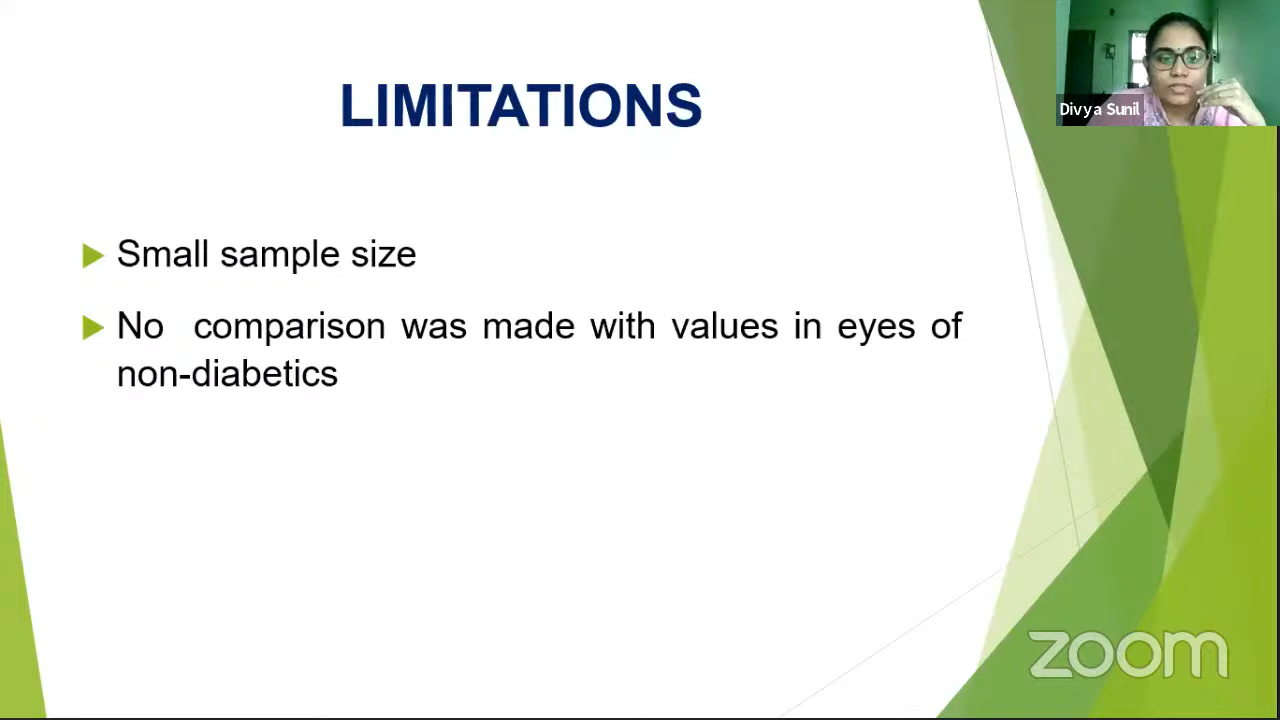 LIMITATIONS
Divya Sunil
Small sample size
No comparison was made with values in eyes of
non-diabetics
zoom